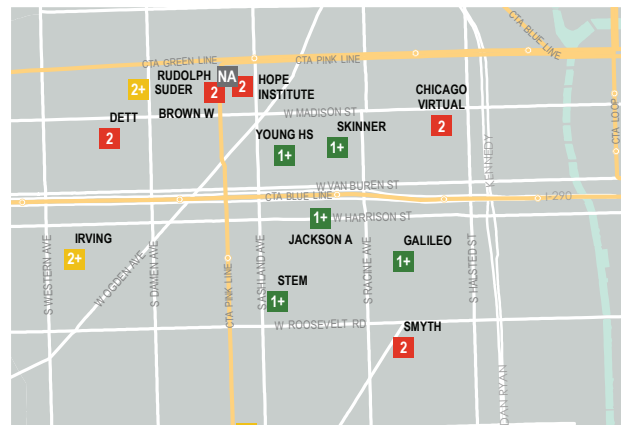 CTA BLUE LINE
CTA GREEN LINE
CTA PINK LINE
RUDOLPH
NA
2+
SUDER
2
2
HOPE
INSTITUTE
CHICAGO
VIRTUAL
2
CTA LOOP
DETT
2
BROWN W
W MADISON ST
YOUNG HS
1+
SKINNER
1+
KENNEDY
W VAN BUREN ST
CTA BLUE LINE
I-290
1+
W HARRISON ST
JACKSON A
IRVING
2+
GALILEO
1+
S WESTERN AVE
W OGDEN AVE
S DAMEN AVE
CTA PINK LINE
S ASHLAND AVE
S RACINE AVE
S HALSTED ST
STEM
1+
W ROOSEVELT RD
SMYTH
2
DAN RYAN